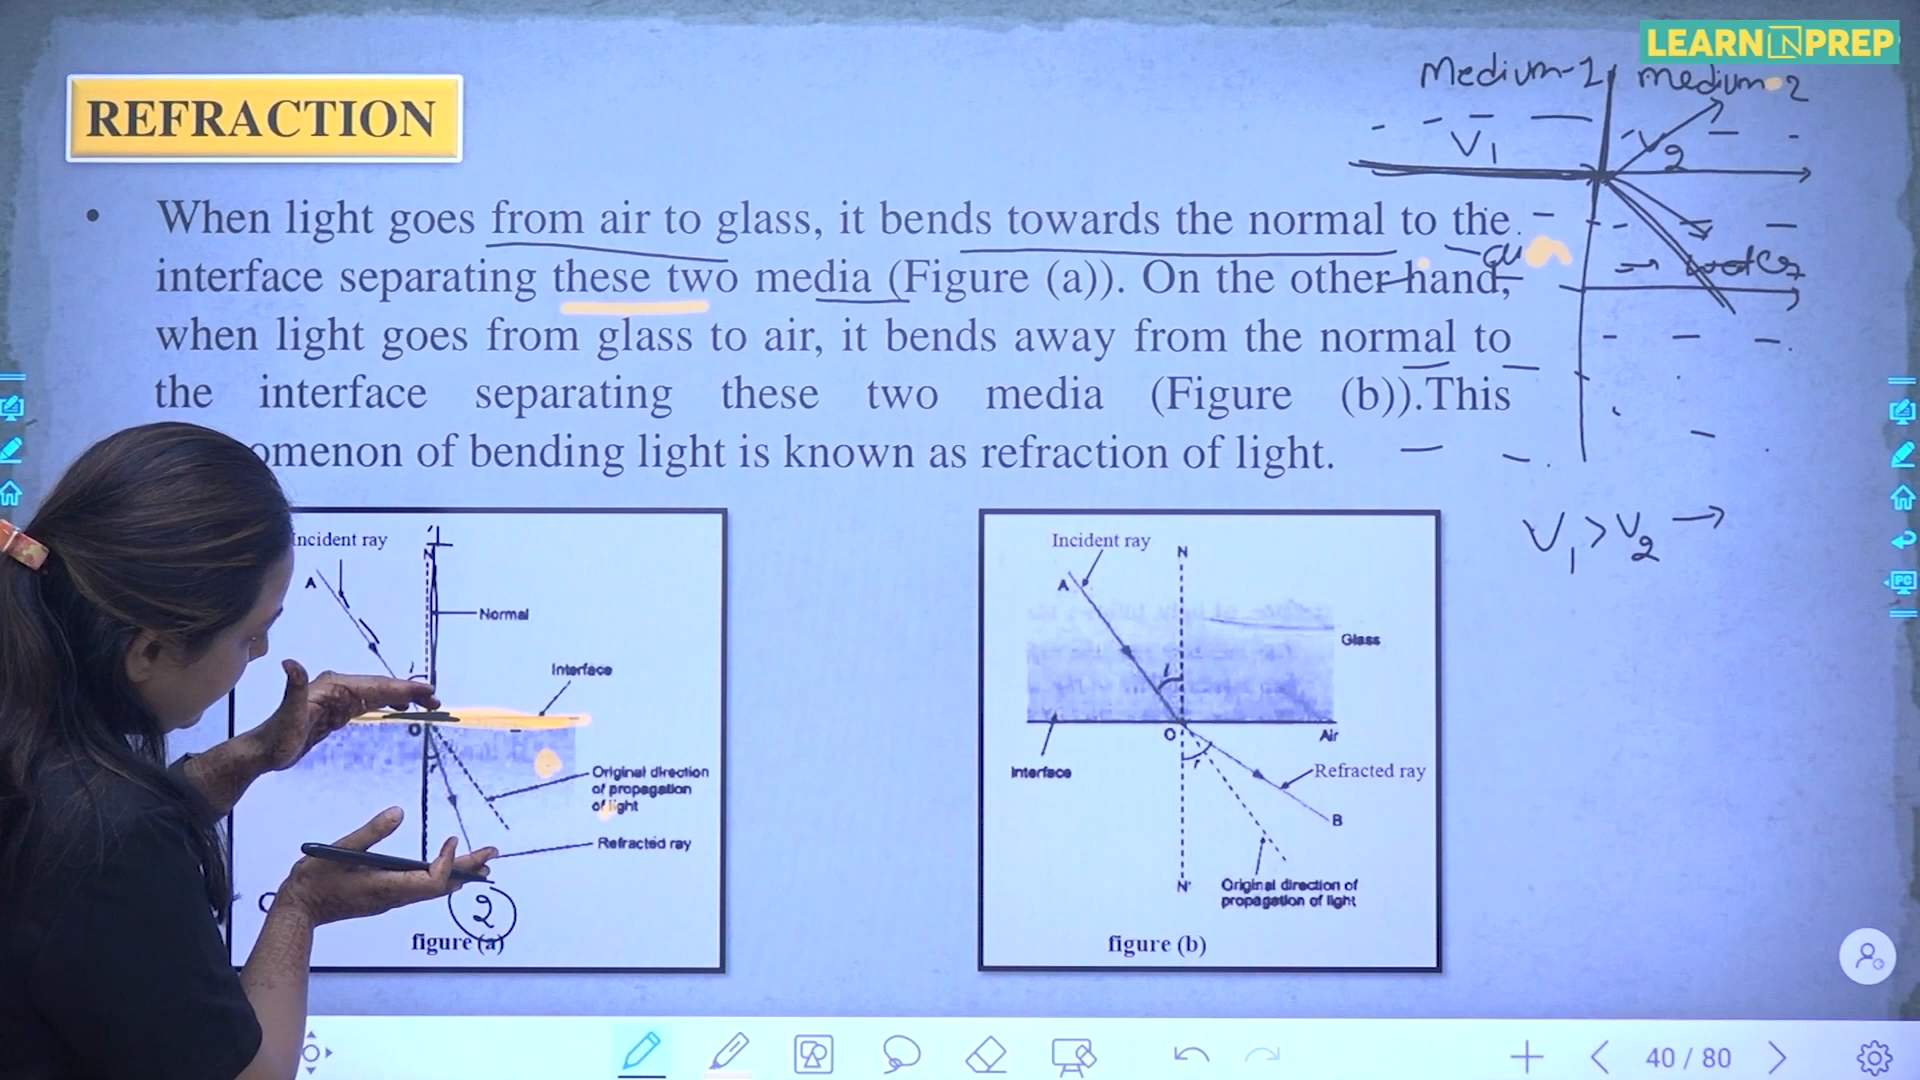 LEARN N PREP
Medium-1 medium-2
REFRACTION
V1 V2
• When light goes from air to glass, it bends towards the normal to the
interface separating these two media (Figure (a)). On the other hand,
water
when light goes from glass to air, it bends away from the normal to
the interface separating these two media (Figure (b)).This
omenon of bending light is known as refraction of light.
V1 > V2 →
Incident ray
N
A
Normal
i
Interface
O
r
Original direction
of propagation
of light
Refracted ray
2
figure (a)
Incident ray
N
A
Glass
i
O
Air
Interface
r
Refracted ray
B
N'
Original direction of
propagation of light
figure (b)
PC
40 / 80